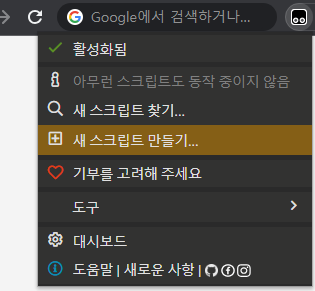 Google에서 검색하거나...
활성화됨
아무런 스크립트도 동작 중이지 않음
새 스크립트 찾기...
새 스크립트 만들기...
기부를 고려해 주세요
도구
대시보드
도움말 | 새로운 사항 |